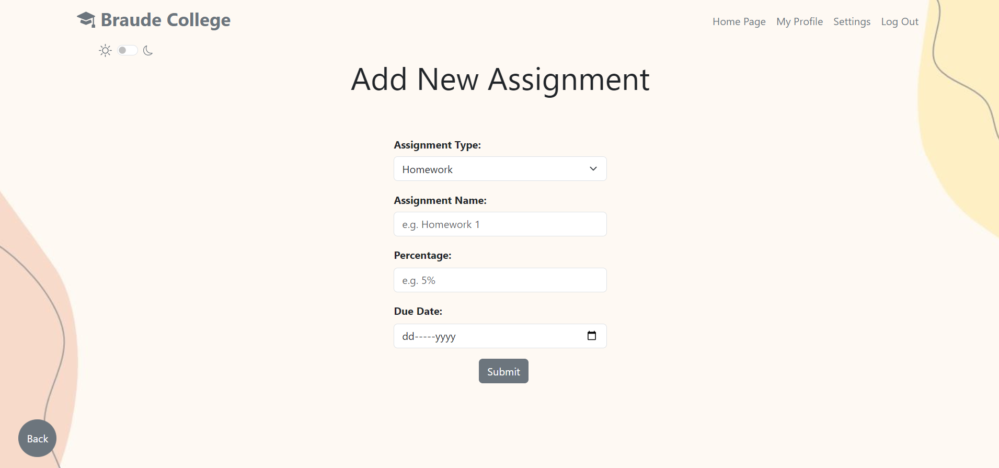 Braude College
Home Page My Profile Settings Log Out
Add New Assignment
Assignment Type:
Homework
Assignment Name:
e.g. Homework 1
Percentage:
e.g. 5%
Due Date:
dd-----yyyy
Submit
Back